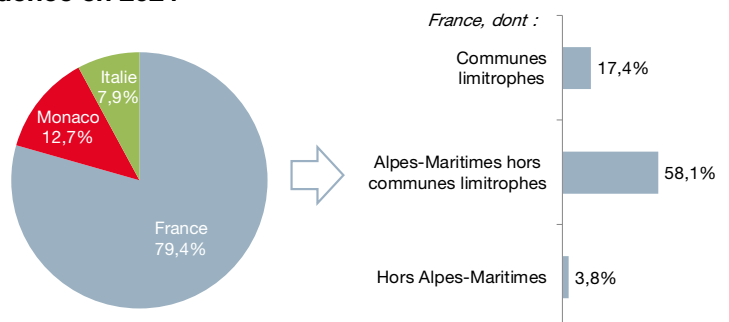 Italie
7,9%
Monaco
12,7%
France
79,4%
France, dont :
Communes
limitrophes
17,4%
Alpes-Maritimes hors
communes limitrophes
58,1%
Hors Alpes-Maritimes
3,8%